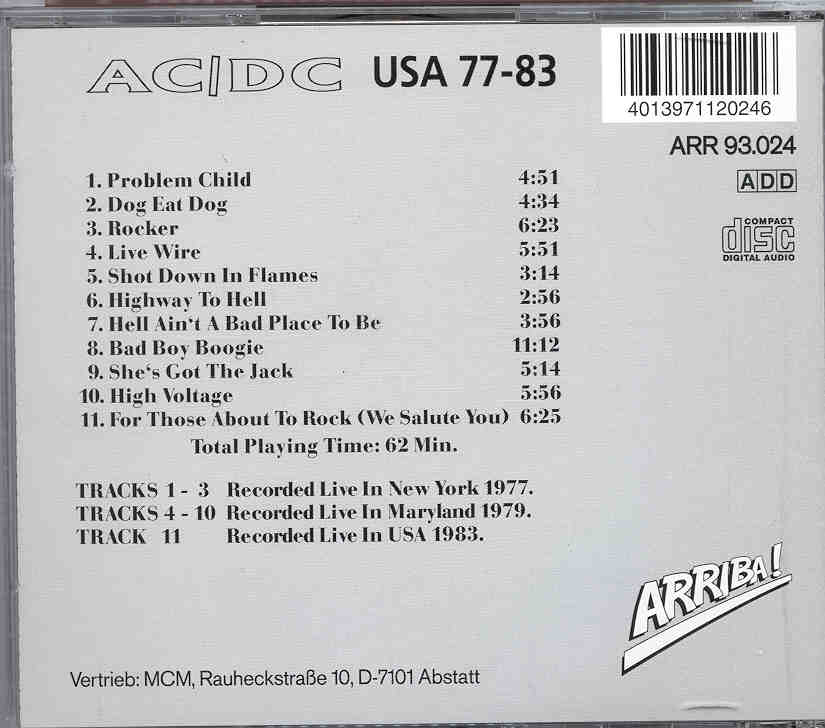 AC/DC USA 77-83
4013971120246
ARR 93.024
ADD
COMPACT
disc
DIGITAL AUDIO
1. Problem Child 4:51
2. Dog Eat Dog 4:34
3. Rocker 6:23
4. Live Wire 5:51
5. Shot Down In Flames 3:14
6. Highway To Hell 2:56
7. Hell Ain‘t A Bad Place To Be 3:56
8. Bad Boy Boogie 11:12
9. She‘s Got The Jack 5:14
10. High Voltage 5:56
11. For Those About To Rock (We Salute You) 6:25
Total Playing Time: 62 Min.
TRACKS 1 - 3 Recorded Live In New York 1977.
TRACKS 4 - 10 Recorded Live In Maryland 1979.
TRACK 11 Recorded Live In USA 1983.
ARRIBA!
Vertrieb: MCM, Rauheckstraße 10, D-7101 Abstatt